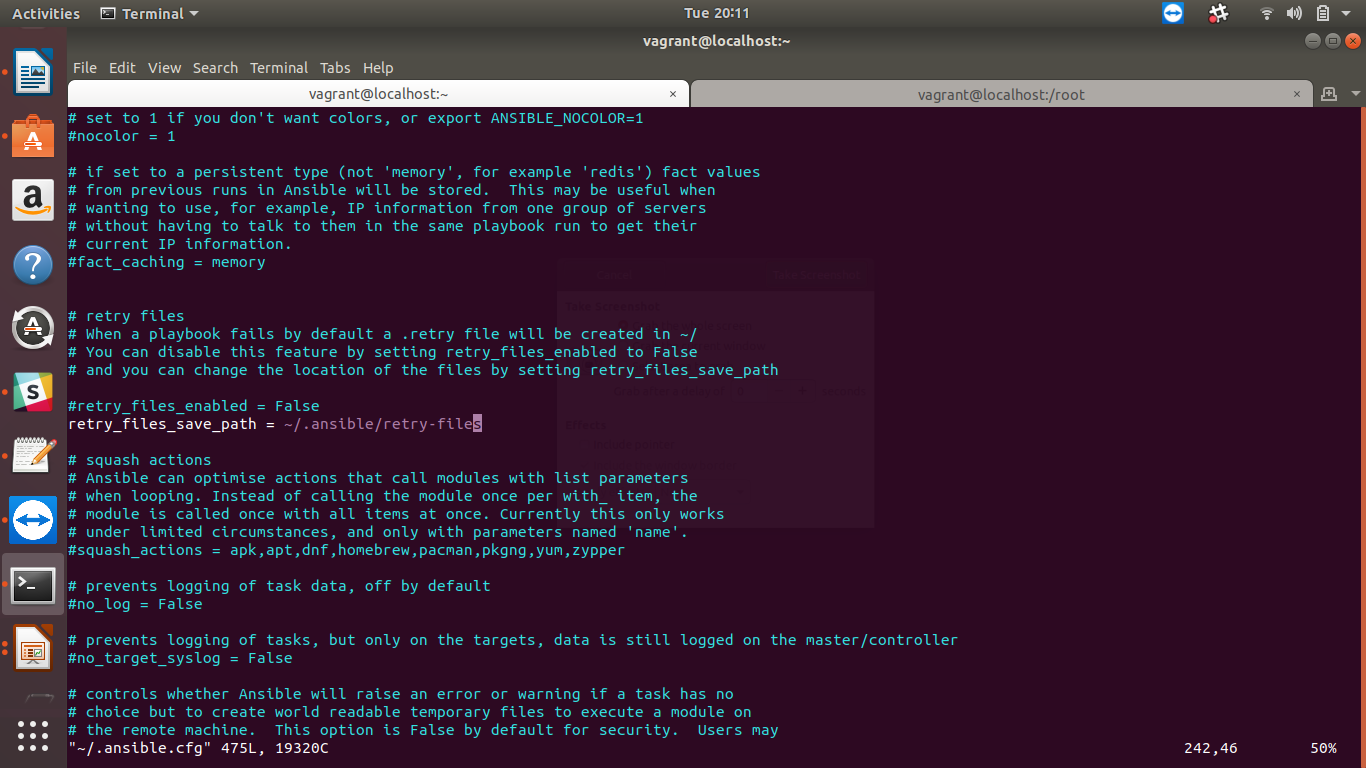 Activities Terminal Tue 20:11
vagrant@localhost:~
File Edit View Search Terminal Tabs Help
vagrant@localhost:~ × vagrant@localhost:/root ×
# set to 1 if you don't want colors, or export ANSIBLE_NOCOLOR=1
#nocolor = 1
# if set to a persistent type (not 'memory', for example 'redis') fact values
# from previous runs in Ansible will be stored.  This may be useful when
# wanting to use, for example, IP information from one group of servers
# without having to talk to them in the same playbook run to get their
# current IP information.
#fact_caching = memory
# retry files
# When a playbook fails by default a .retry file will be created in ~/
# You can disable this feature by setting retry_files_enabled to False
# and you can change the location of the files by setting retry_files_save_path
#retry_files_enabled = False
retry_files_save_path = ~/.ansible/retry-files
# squash actions
# Ansible can optimise actions that call modules with list parameters
# when looping. Instead of calling the module once per with_ item, the
# module is called once with all items at once. Currently this only works
# under limited circumstances, and only with parameters named 'name'.
#squash_actions = apk,apt,dnf,homebrew,pacman,pkgng,yum,zypper
# prevents logging of task data, off by default
#no_log = False
# prevents logging of tasks, but only on the targets, data is still logged on the master/controller
#no_target_syslog = False
# controls whether Ansible will raise an error or warning if a task has no
# choice but to create world readable temporary files to execute a module on
# the remote machine.  This option is False by default for security.  Users may
"~/.ansible.cfg" 475L, 19320C 242,46 50%
Take Screenshot
Effects